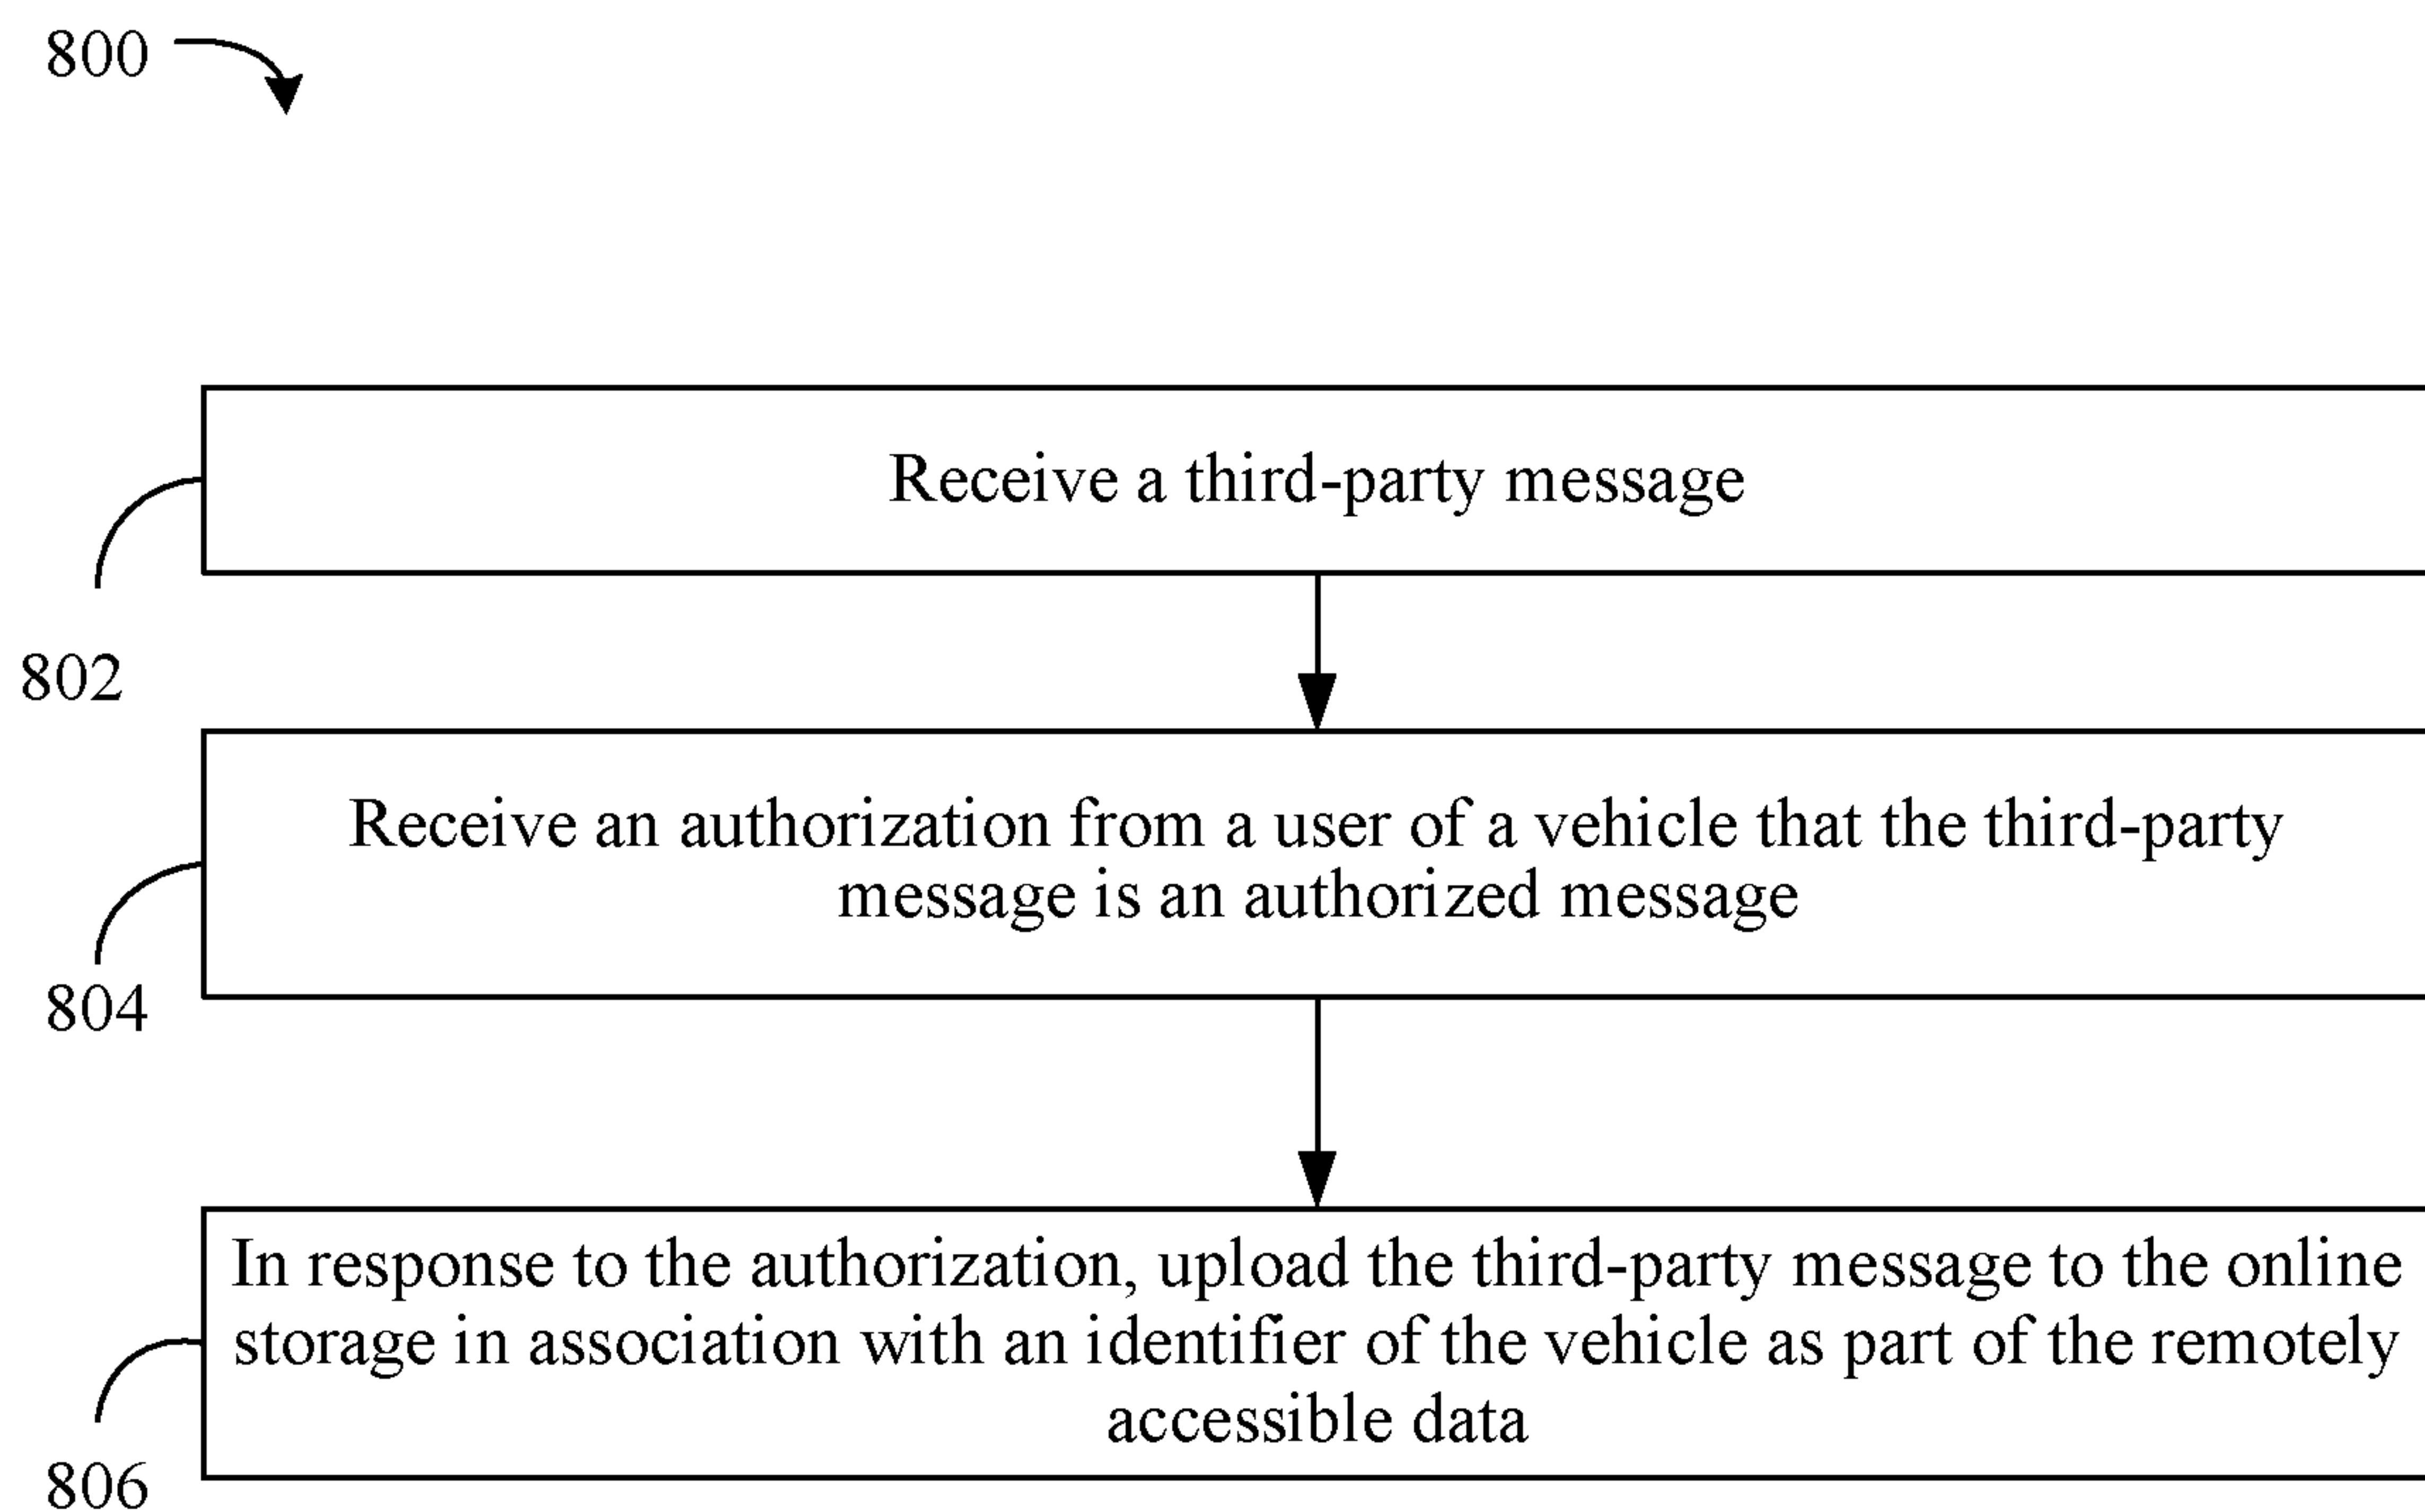 800
Receive a third-party message
802
Receive an authorization from a user of a vehicle that the third-party
message is an authorized message
804
In response to the authorization, upload the third-party message to the online
storage in association with an identifier of the vehicle as part of the remotely
accessible data
806